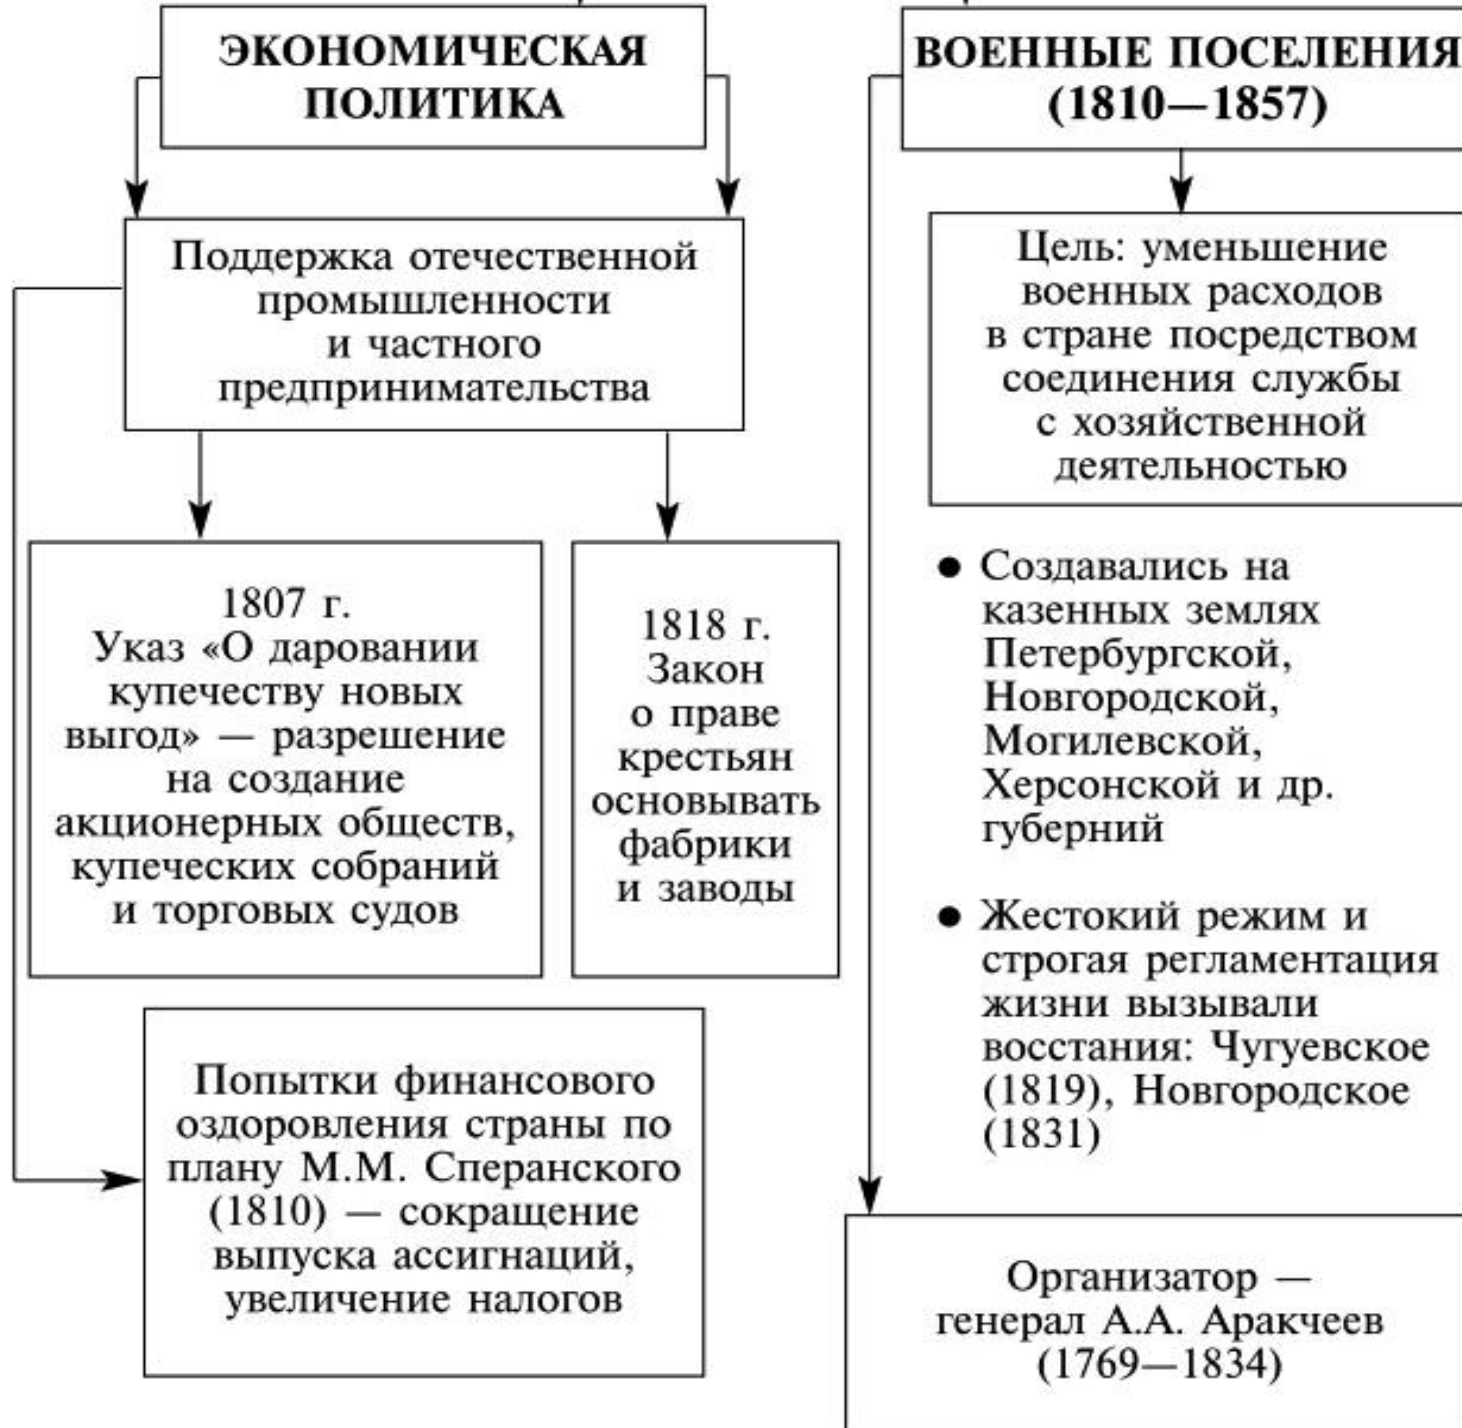 ЭКОНОМИЧЕСКАЯ
ПОЛИТИКА
Поддержка отечественной
промышленности
и частного
предпринимательства
1807 г.
Указ «О даровании
купечеству новых
выгод» — разрешение
на создание
акционерных обществ,
купеческих собраний
и торговых судов
1818 г.
Закон
о праве
крестьян
основывать
фабрики
и заводы
Попытки финансового
оздоровления страны по
плану М.М. Сперанского
(1810) — сокращение
выпуска ассигнаций,
увеличение налогов
ВОЕННЫЕ ПОСЕЛЕНИЯ
(1810—1857)
Цель: уменьшение
военных расходов
в стране посредством
соединения службы
с хозяйственной
деятельностью
● Создавались на
казенных землях
Петербургской,
Новгородской,
Могилевской,
Херсонской и др.
губерний
● Жестокий режим и
строгая регламентация
жизни вызывали
восстания: Чугуевское
(1819), Новгородское
(1831)
Организатор —
генерал А.А. Аракчеев
(1769—1834)